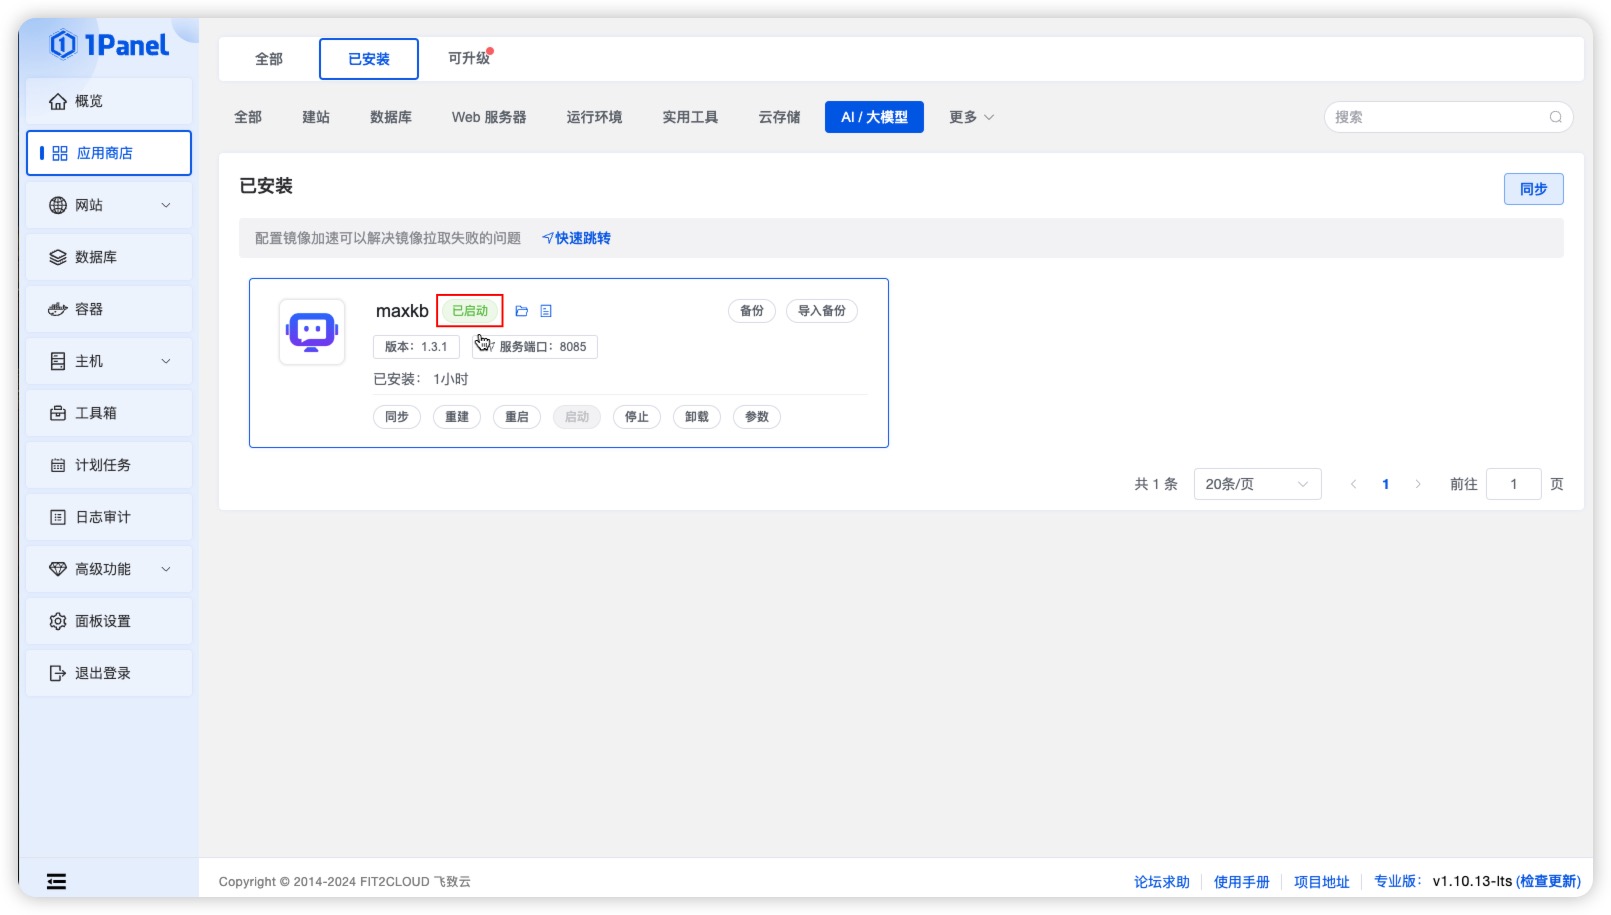 1Panel
概览
应用商店
网站
数据库
容器
主机
工具箱
计划任务
日志审计
高级功能
面板设置
退出登录
全部 已安装 可升级
全部 建站 数据库 Web 服务器 运行环境 实用工具 云存储 AI / 大模型 更多 搜索
已安装 同步
配置镜像加速可以解决镜像拉取失败的问题 快速跳转
maxkb 已启动 备份 导入备份
版本：1.3.1 服务端口：8085
已安装： 1小时
同步 重建 重启 启动 停止 卸载 参数
共 1 条 20条/页 1 前往 1 页
Copyright © 2014-2024 FIT2CLOUD 飞致云 论坛求助 使用手册 项目地址 专业版： v1.10.13-lts (检查更新)